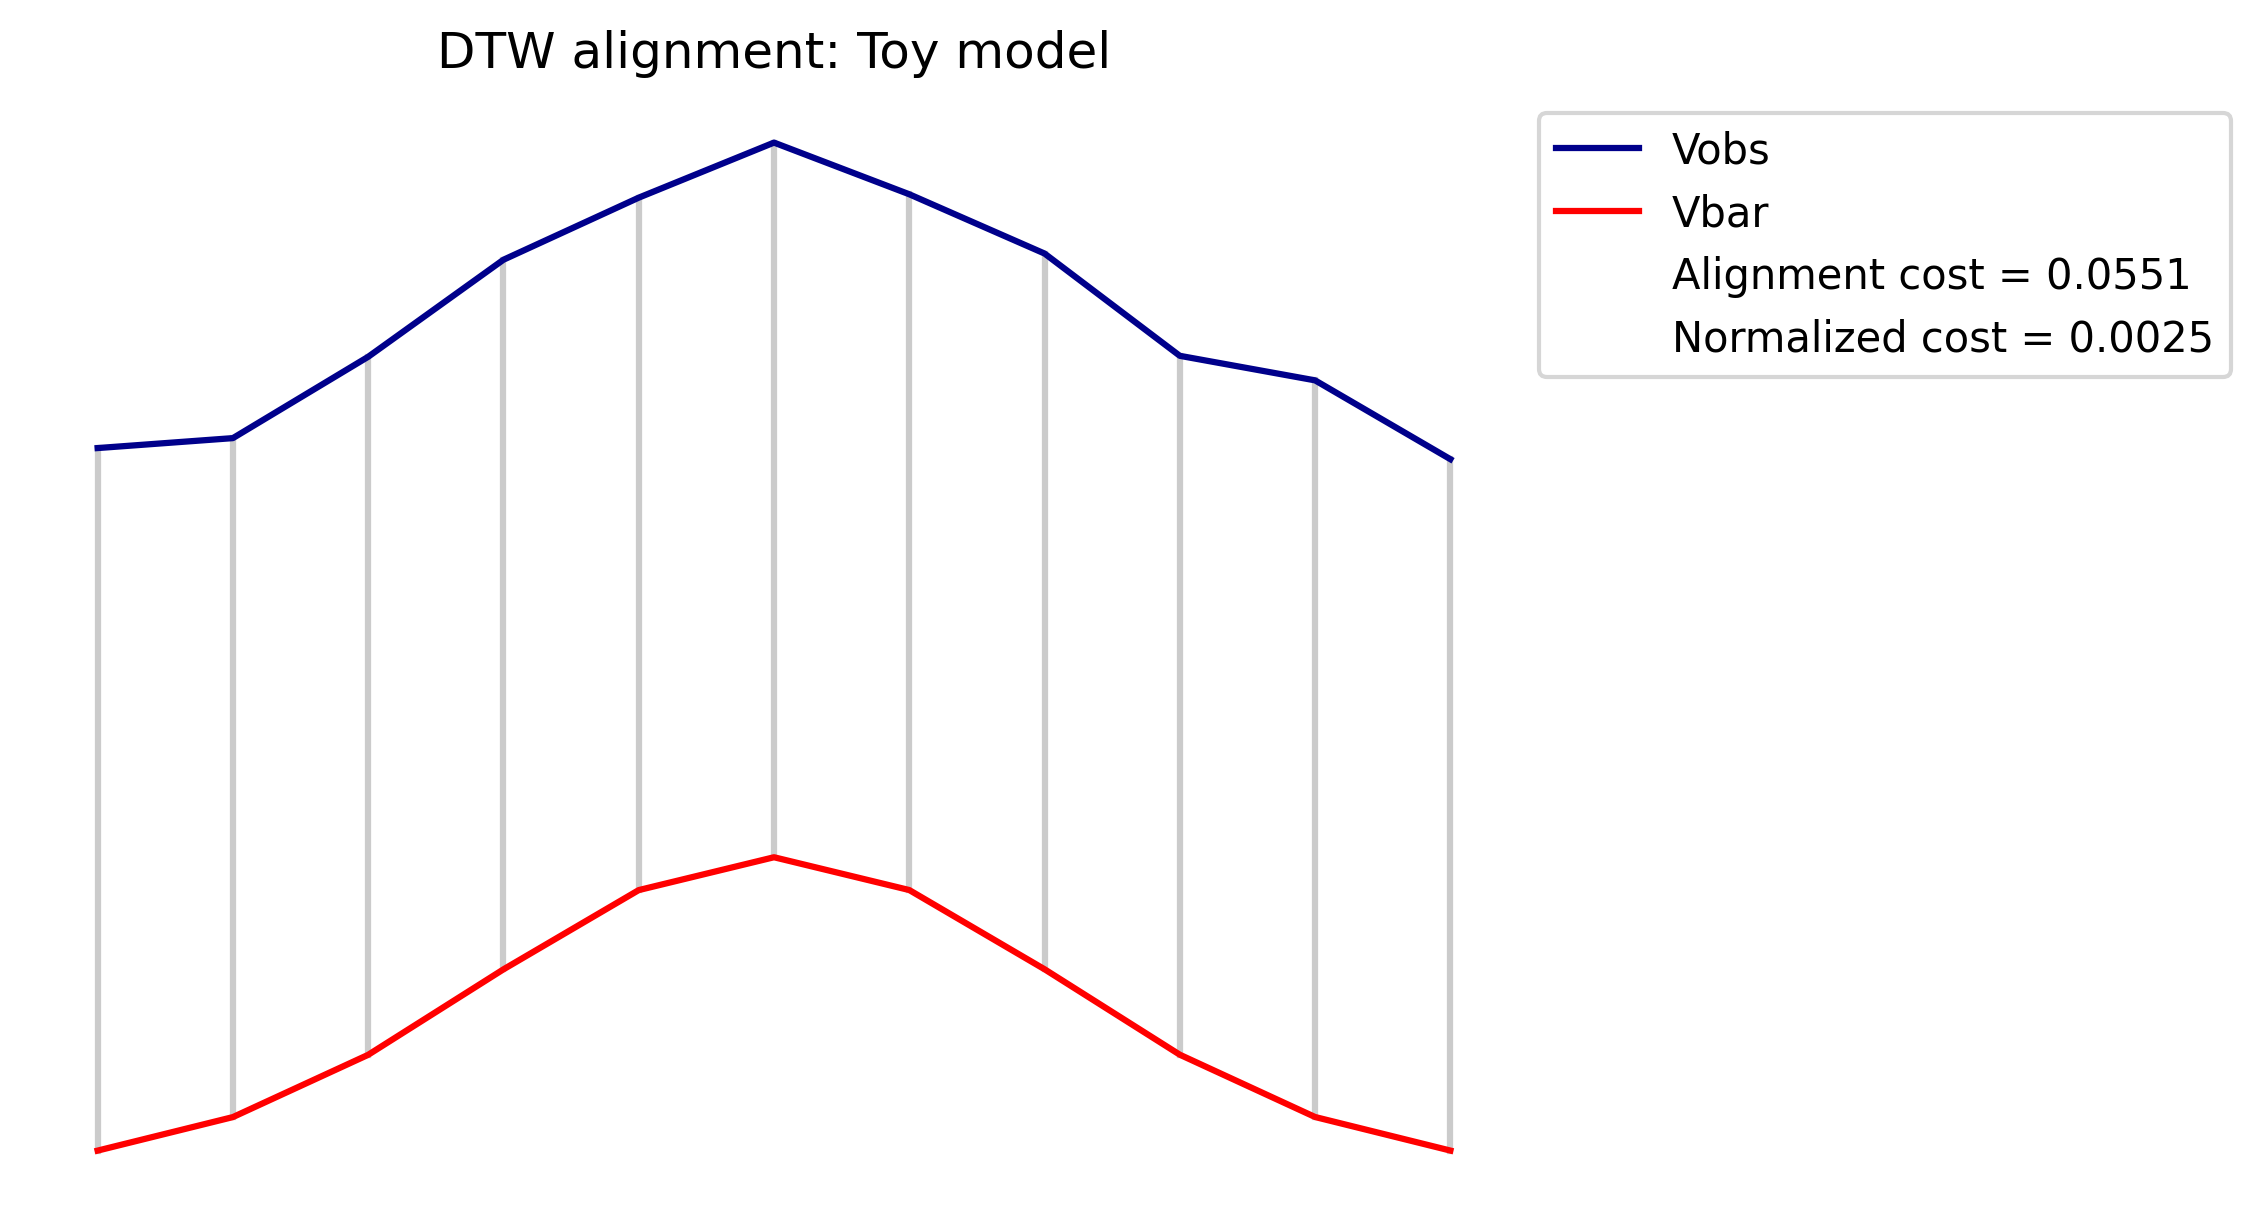 DTW alignment: Toy model
Vobs
Vbar
Alignment cost = 0.0551
Normalized cost = 0.0025